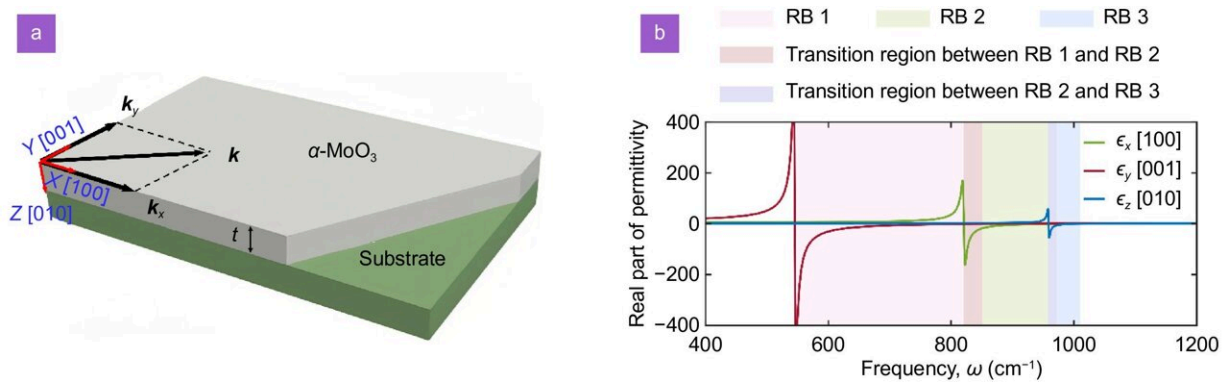 a
Y [001]
X [100]
Z [010]
k_y
k
k_x
α-MoO₃
t
Substrate
b
RB 1
RB 2
RB 3
Transition region between RB 1 and RB 2
Transition region between RB 2 and RB 3
Real part of permittivity
400
200
0
−200
−400
ϵ_x [100]
ϵ_y [001]
ϵ_z [010]
400
600
800
1000
1200
Frequency, ω (cm⁻¹)